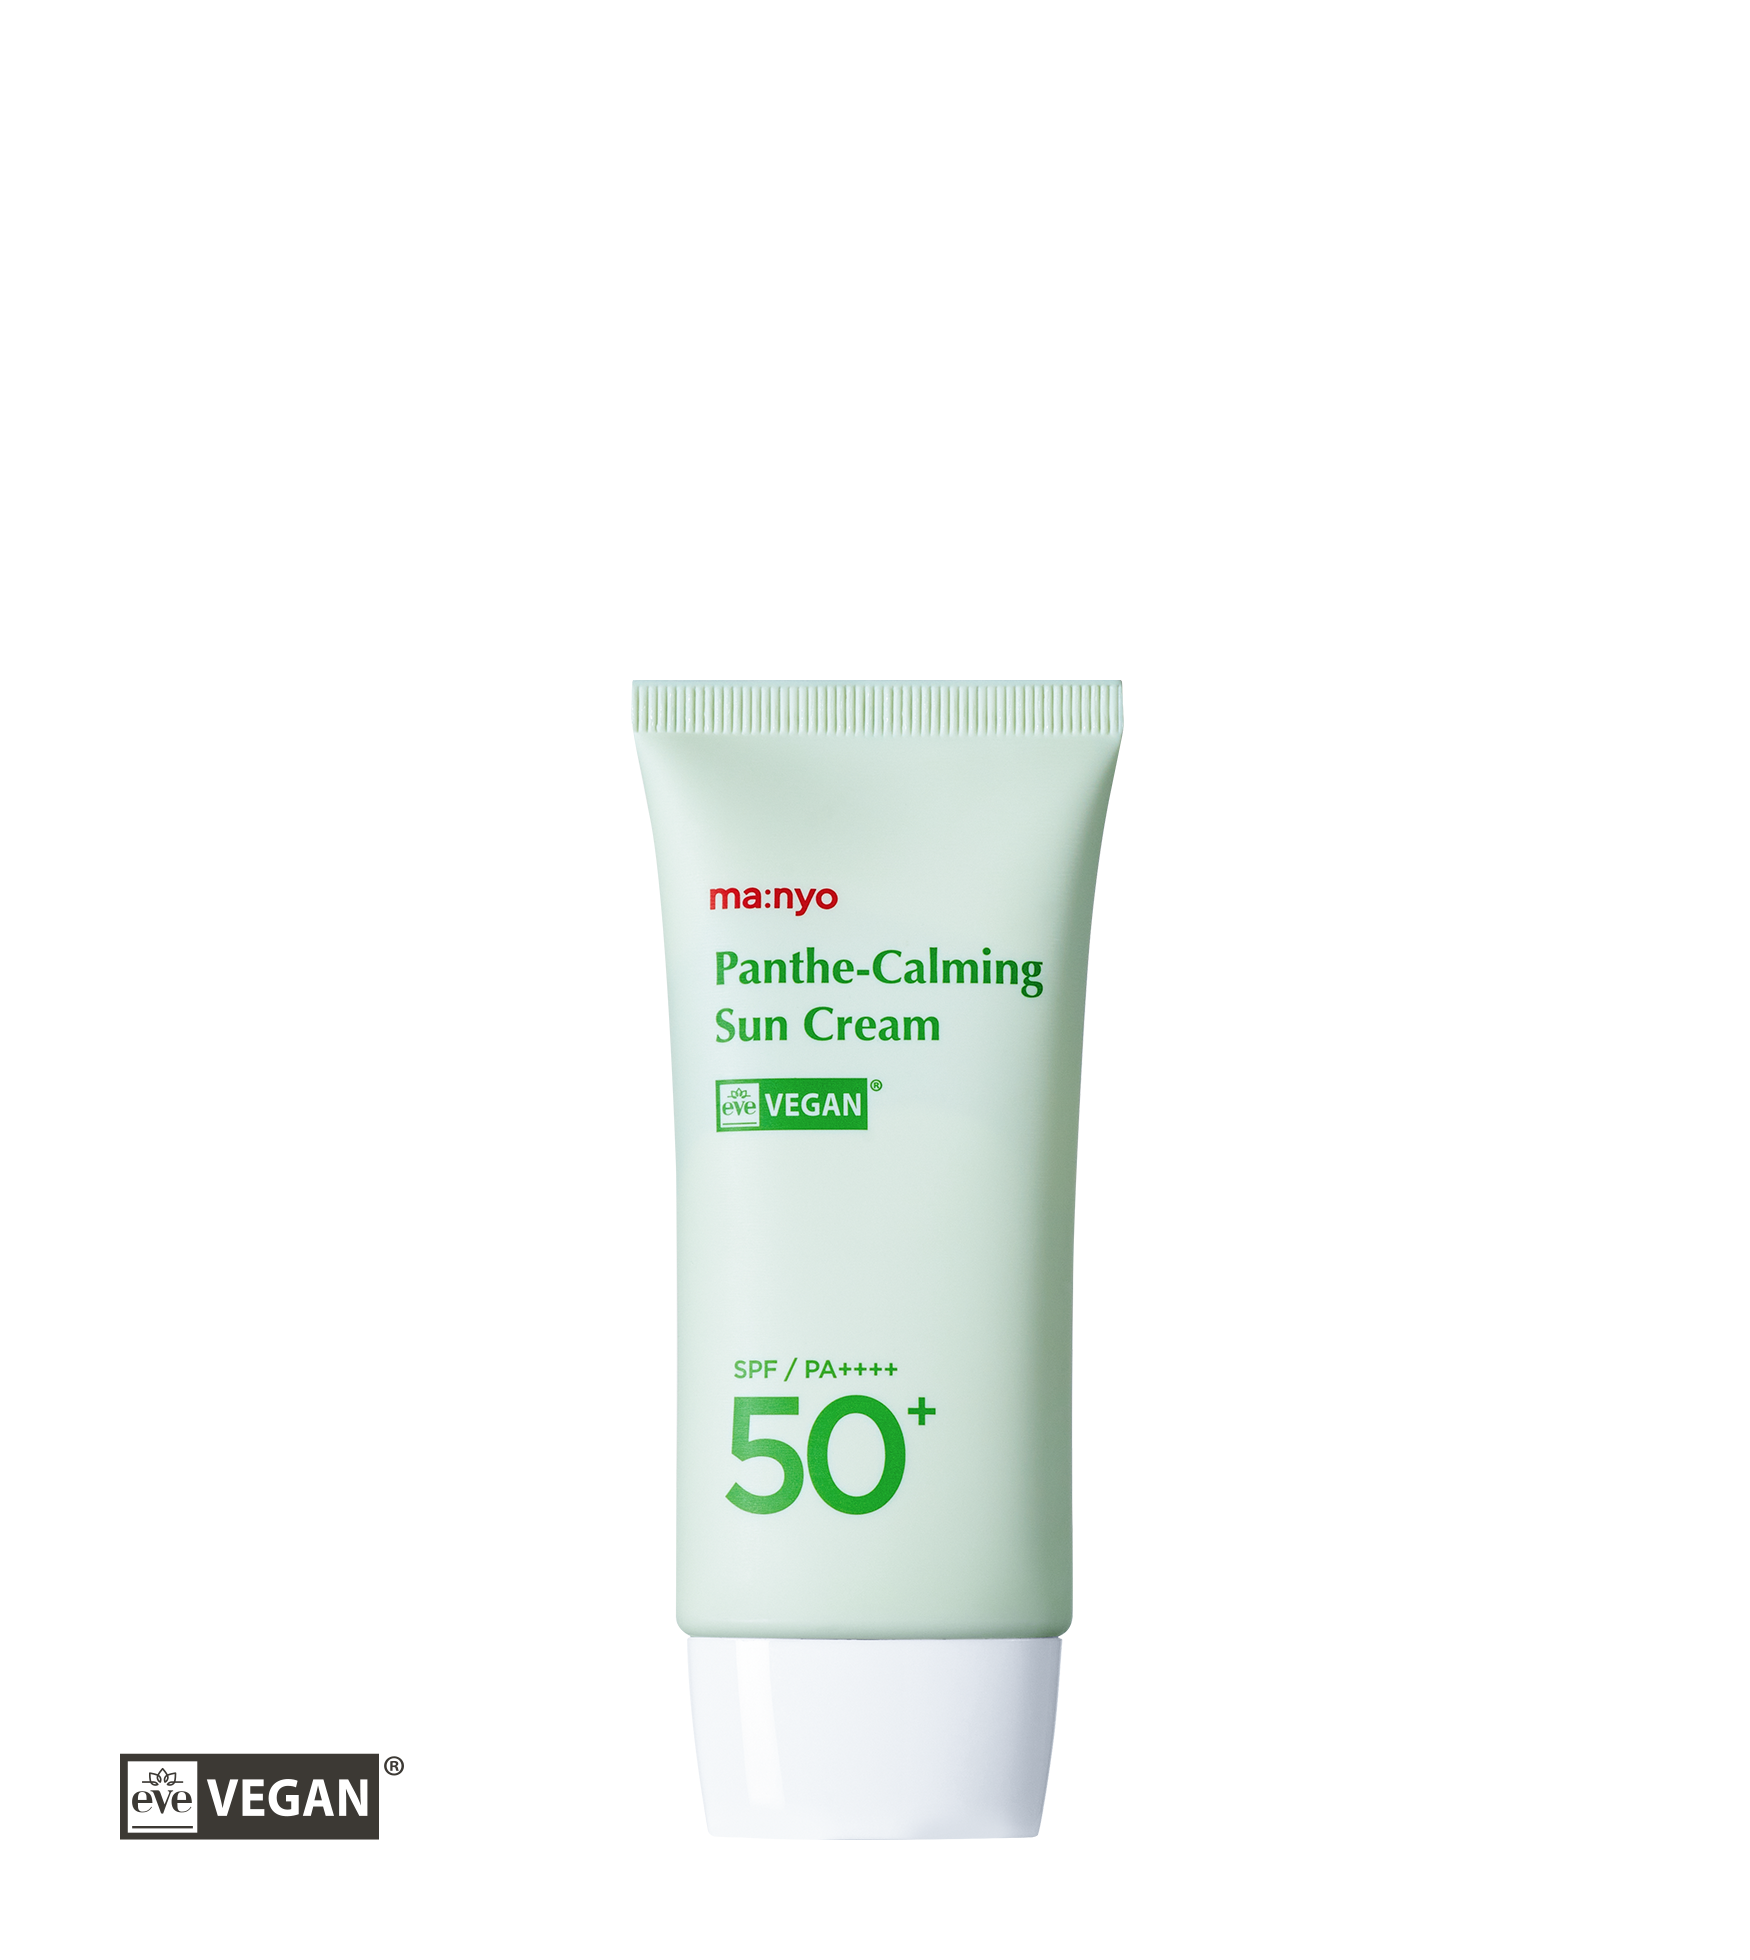 ma:nyo
Panthe-Calming
Sun Cream
eve VEGAN®
SPF / PA++++
50+
eve VEGAN®